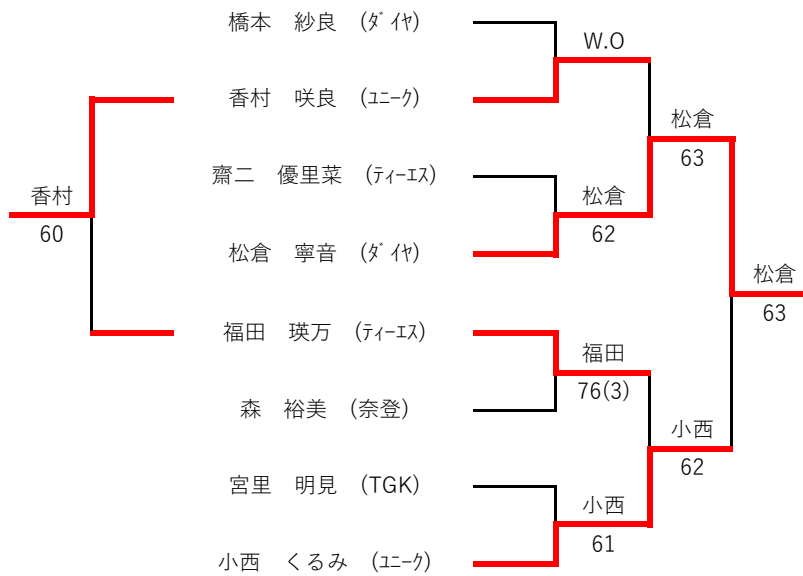 橋本　紗良　(ﾀﾞｲﾔ)
W.O
香村　咲良　(ﾕﾆｰｸ)
松倉
63
齋二　優里菜　(ﾃｨｰｴｽ)
香村
60
松倉
62
松倉　寧音　(ﾀﾞｲﾔ)
松倉
63
福田　瑛万　(ﾃｨｰｴｽ)
福田
76(3)
森　裕美　(奈登)
小西
62
宮里　明見　(TGK)
小西
61
小西　くるみ　(ﾕﾆｰｸ)